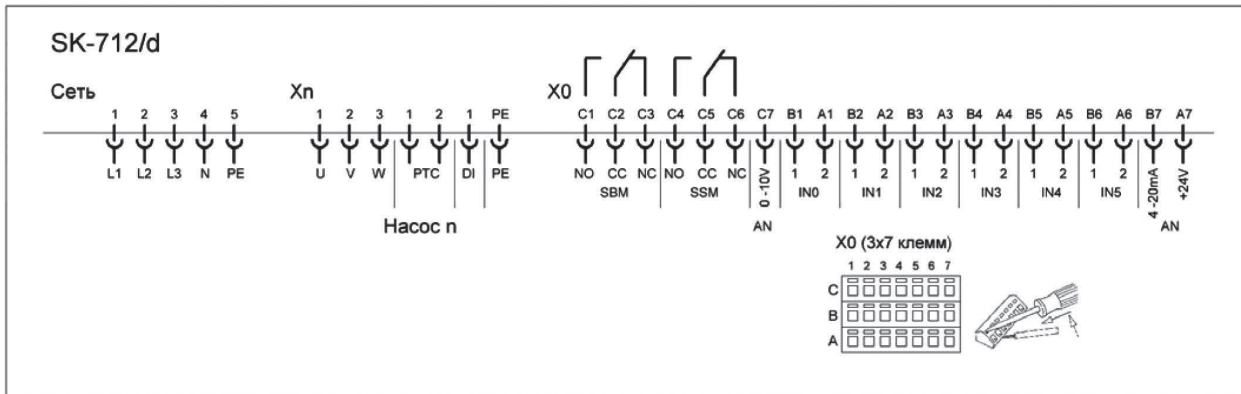 SK-712/d
Сеть Xn X0
1 2 3 4 5 1 2 3 1 2 1 PE C1 C2 C3 C4 C5 C6 C7 B1 A1 B2 A2 B3 A3 B4 A4 B5 A5 B6 A6 B7 A7
L1 L2 L3 N PE U V W PTC DI PE NO CC NC NO CC NC 0 -10V 1 2 1 2 1 2 1 2 1 2 1 2 4 -20mA +24V
SBM SSM IN0 IN1 IN2 IN3 IN4 IN5
Насос n AN AN
X0 (3x7 клемм)
1 2 3 4 5 6 7
C
B
A